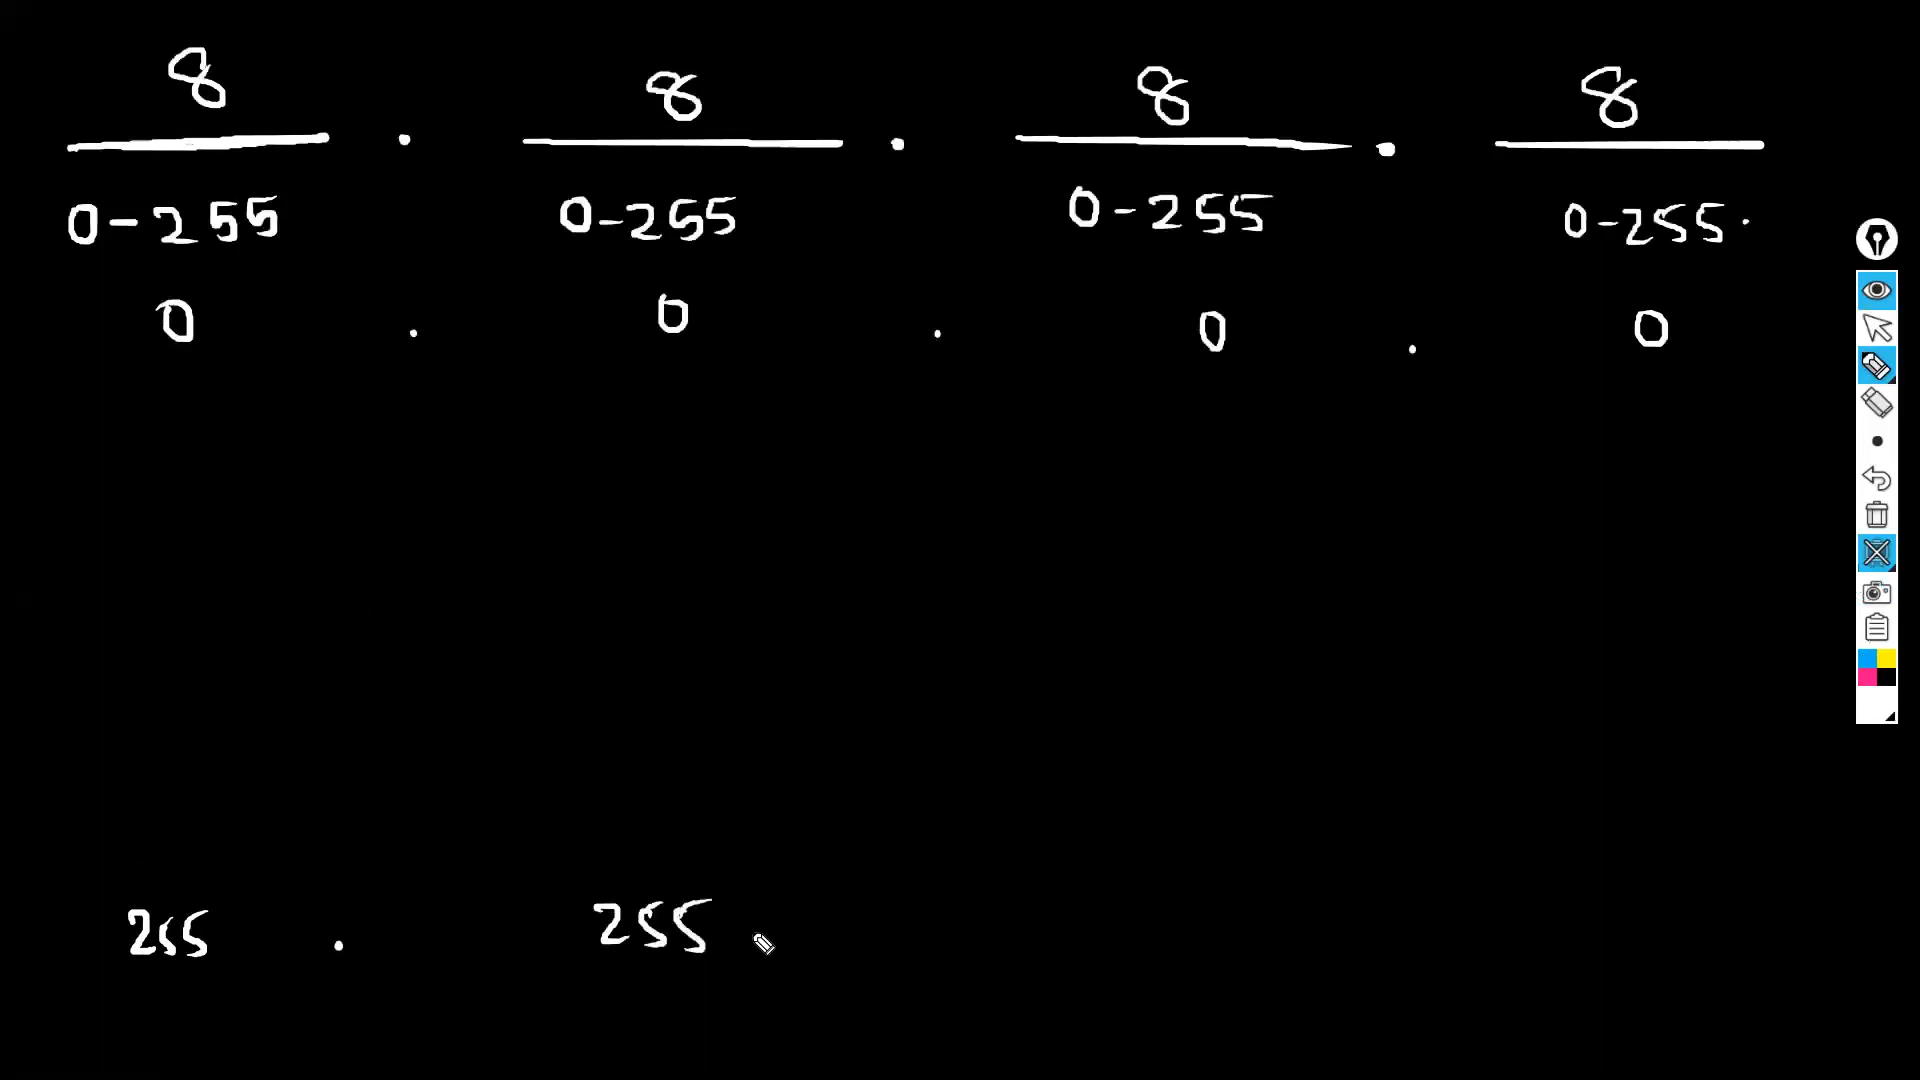 8 . 8 . 8 . 8
0-255 0-255 0-255 0-255.
0 . 0 . 0 . 0
255 . 255